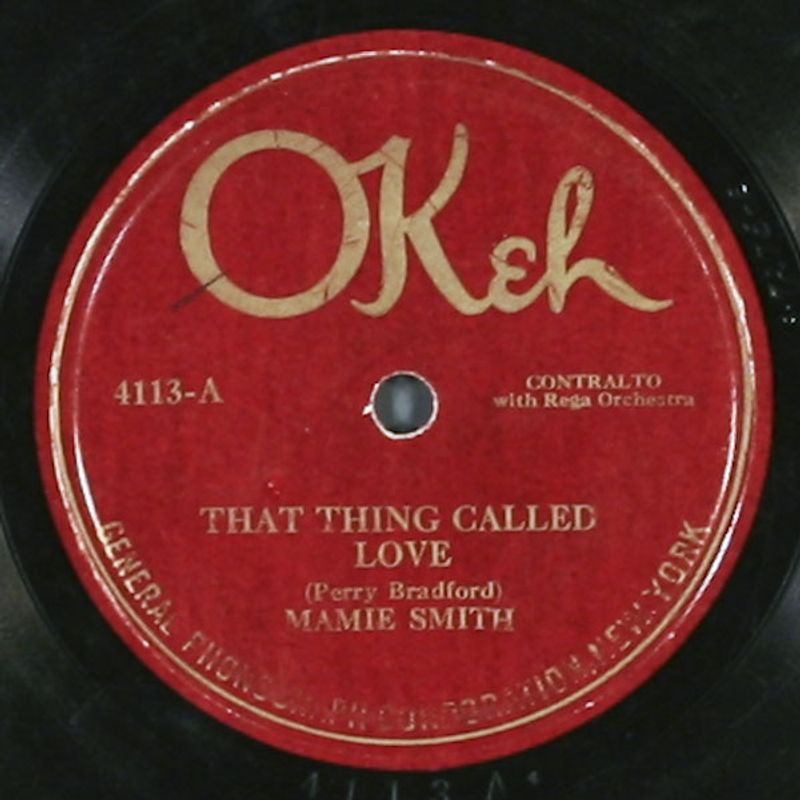 OKeh
4113-A
CONTRALTO
with Rega Orchestra
THAT THING CALLED
LOVE
(Perry Bradford)
MAMIE SMITH
GENERAL PHONOGRAPH CORPORATION, NEW YORK
4113A